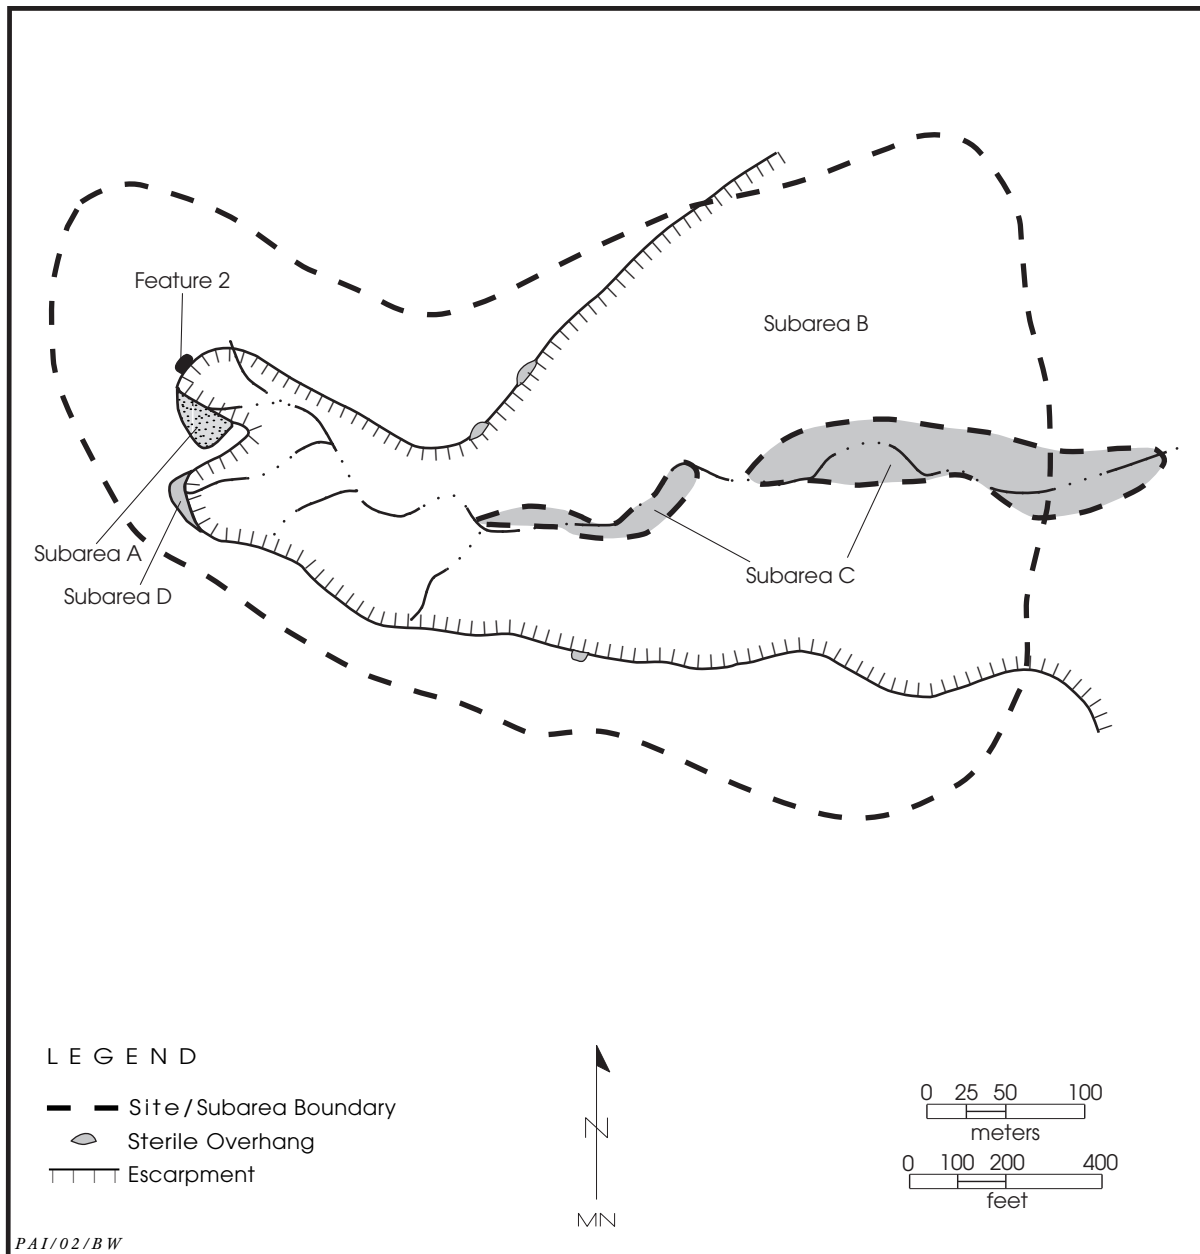 Feature 2
Subarea B
Subarea A
Subarea C
Subarea D
LEGEND
Site/Subarea Boundary
Sterile Overhang
Escarpment
N
MN
0 25 50 100
meters
0 100 200 400
feet
PAI/02/BW